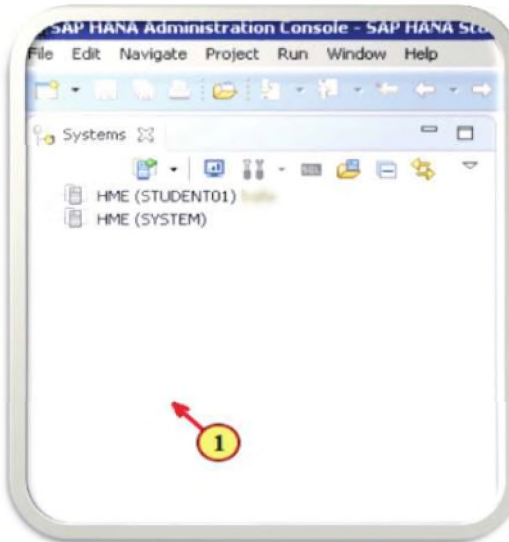 SAP HANA Administration Console - SAP HANA
File Edit Navigate Project Run Window Help
Systems
SQL
HME (STUDENT01)
HME (SYSTEM)
1